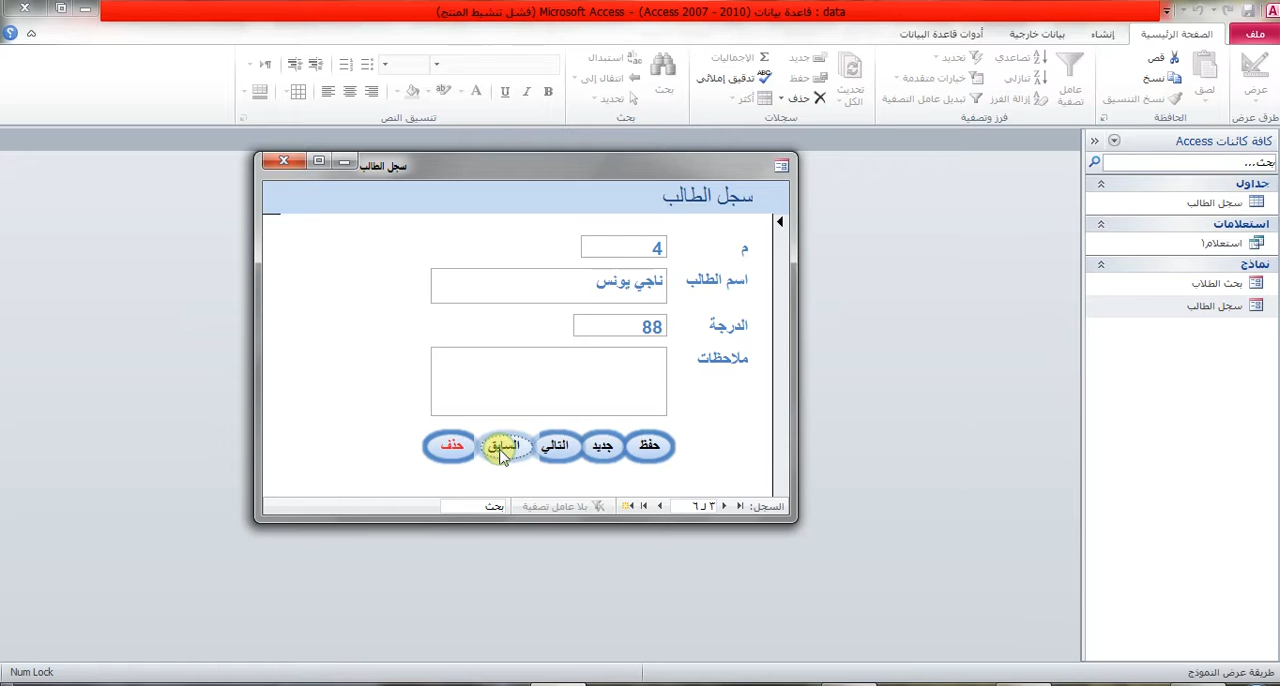 data : قاعدة بيانات (Access 2007 - 2010) - Microsoft Access (فشل تنشيط المنتج)
ملف
الصفحة الرئيسية
إنشاء
بيانات خارجية
أدوات قاعدة البيانات
عرض
طرق عرض
لصق
قص
نسخ
نسخ التنسيق
الحافظة
عامل تصفية
تصاعدي
تنازلي
إزالة الفرز
تحديد
خيارات متقدمة
تبديل عامل التصفية
فرز وتصفية
تحديث الكل
جديد
حفظ
حذف
الإجماليات
تدقيق إملائي
أكثر
سجلات
بحث
استبدال
انتقال إلى
تحديد
بحث
B I U A
تنسيق النص
كافة كائنات Access
بحث...
جداول
سجل الطالب
استعلامات
استعلام١
نماذج
بحث الطلاب
سجل الطالب
سجل الطالب
سجل الطالب
م 4
اسم الطالب ناجي يونس
الدرجة 88
ملاحظات
حفظ جديد التالي السابق حذف
السجل: ٣ لـ ٦ بلا عامل تصفية بحث
طريقة عرض النموذج
Num Lock